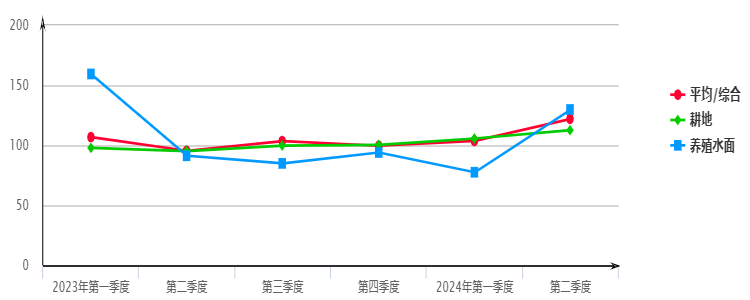 200
150
100
50
0
2023年第一季度 第二季度 第三季度 第四季度 2024年第一季度 第二季度
平均/综合
耕地
养殖水面